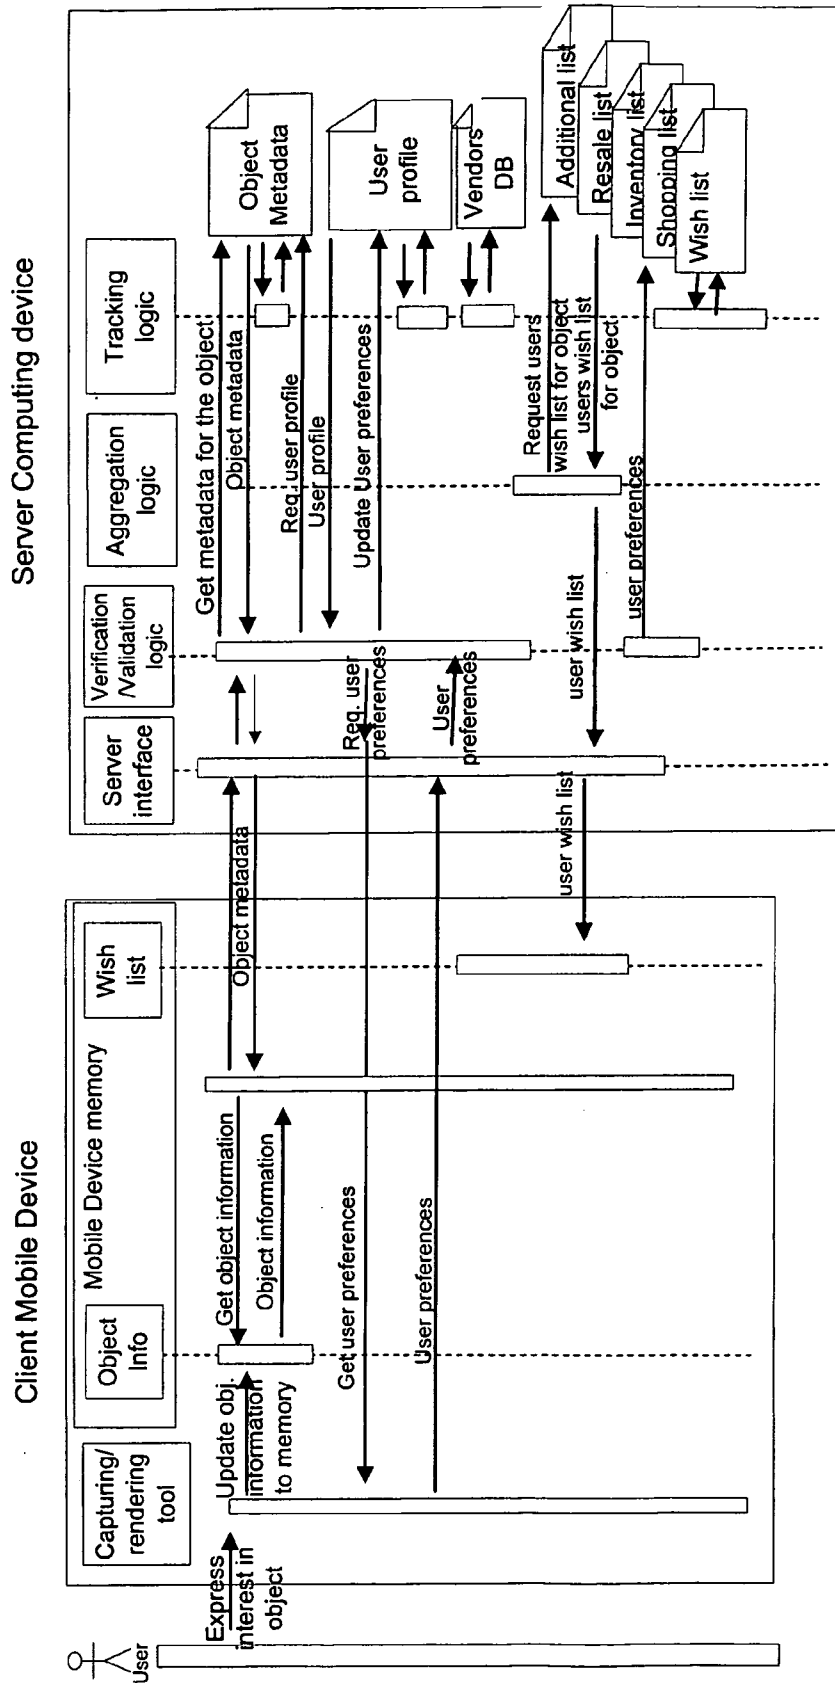 Client Mobile Device
Server Computing device
User
Capturing/
rendering
tool
Mobile Device memory
Object
Info
Wish
list
Server
interface
Verification
/Validation
logic
Aggregation
logic
Tracking
logic
Object
Metadata
User
profile
Vendors
DB
Additional list
Resale list
Inventory list
Shopping list
Wish list
Express
interest in
object
Update obj.
information
to memory
Get object information
Object information
Object metadata
Get metadata for the object
Object metadata
Req. user profile
User profile
Get user preferences
Req. user
preferences
Update User preferences
User preferences
User
preferences
Request users
wish list for object
users wish list
for object
user wish list
user wish list
user preferences